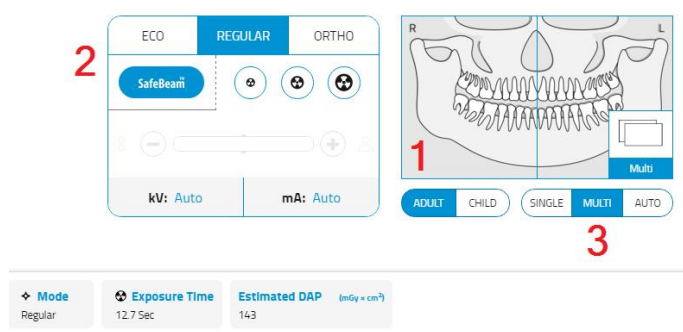 2
ECO REGULAR ORTHO
SafeBeam™
kV: Auto mA: Auto
R L
1
Multi
ADULT CHILD SINGLE MULTI AUTO
3
Mode
Regular
Exposure Time
12.7 Sec
Estimated DAP (mGy × cm²)
143